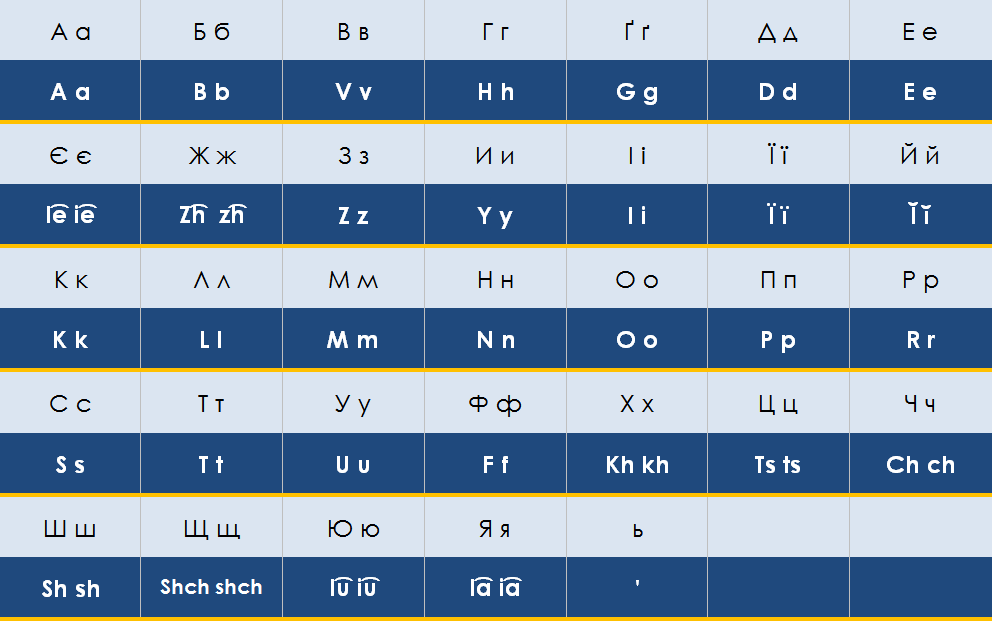 А а Б б В в Г г Ґ ґ Д д Е е
A a B b V v H h G g D d E e
Є є Ж ж З з И и І і Ї ї Й й
I͡e i͡e Z͡h z͡h Z z Y y I i Ï ï Ĭ ĭ
К к Л л М м Н н О о П п Р р
K k L l M m N n O o P p R r
С с Т т У у Ф ф Х х Ц ц Ч ч
S s T t U u F f Kh kh Ts ts Ch ch
Ш ш Щ щ Ю ю Я я ь
Sh sh Shch shch I͡u i͡u I͡a i͡a '